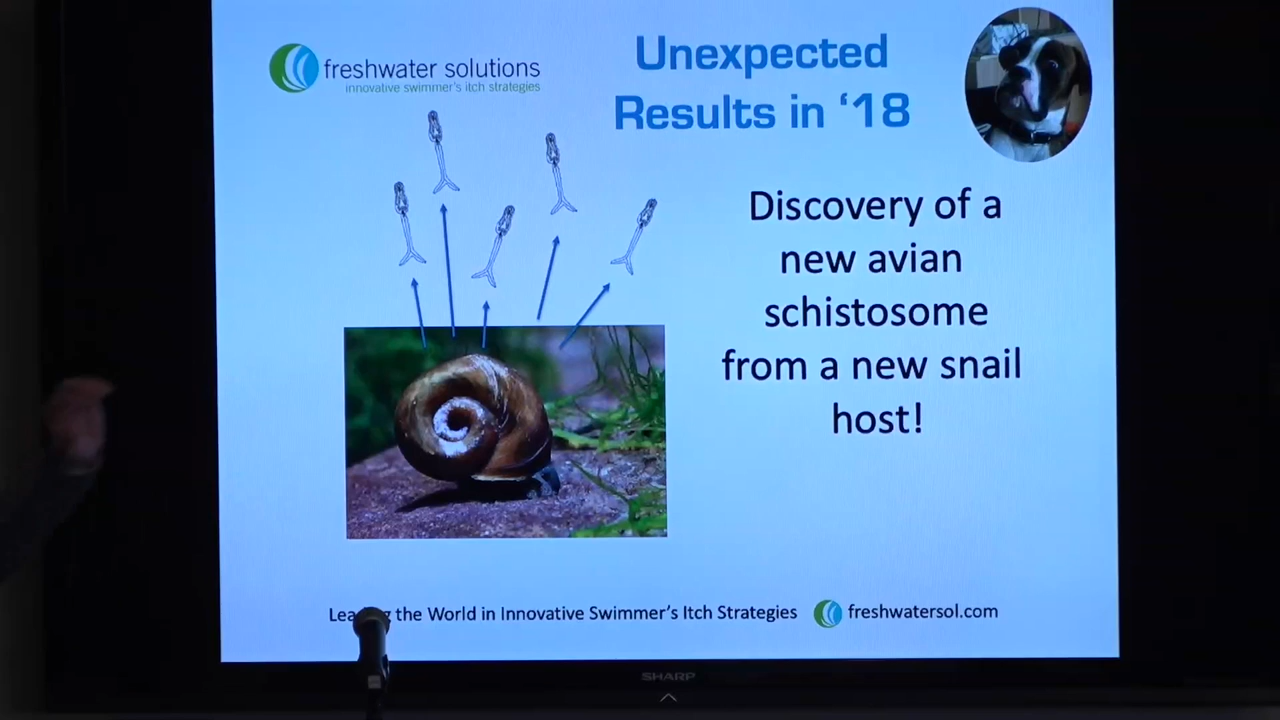 freshwater solutions
innovative swimmer's itch strategies
Unexpected
Results in ‘18
Discovery of a
new avian
schistosome
from a new snail
host!
the World in Innovative Swimmer's Itch Strategies
freshwatersol.com
SHARP